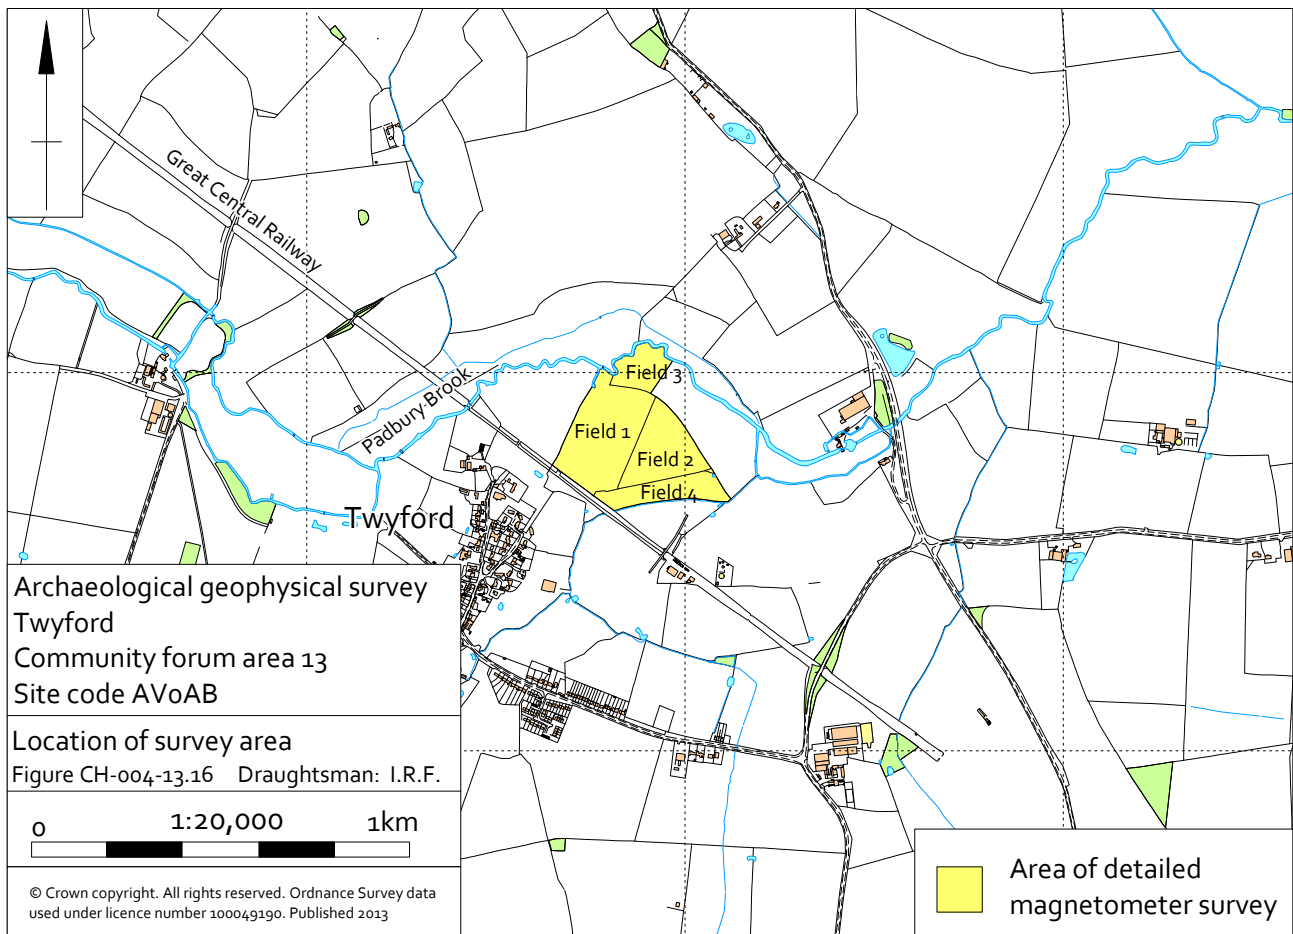 Great Central Railway
Padbury Brook
Field 3
Field 1
Field 2
Field 4
Twyford
Archaeological geophysical survey
Twyford
Community forum area 13
Site code AV0AB
Location of survey area
Figure CH-004-13.16 Draughtsman: I.R.F.
0 1:20,000 1km
© Crown copyright. All rights reserved. Ordnance Survey data
used under licence number 100049190. Published 2013
Area of detailed
magnetometer survey